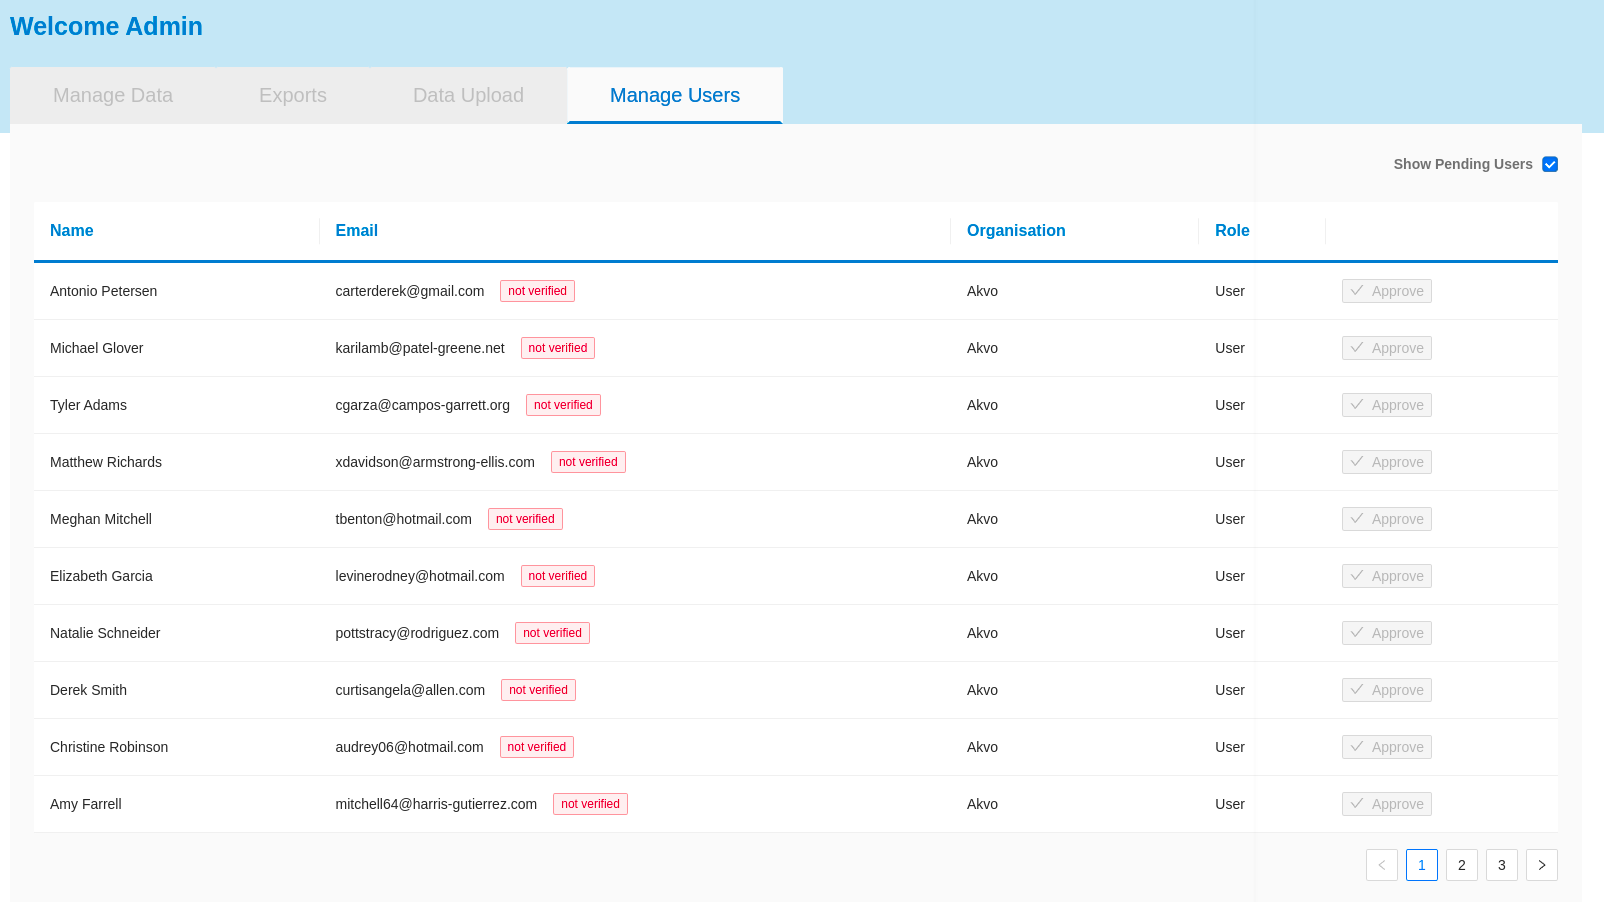 Welcome Admin
Manage Data Exports Data Upload Manage Users
Show Pending Users
Name Email Organisation Role
Antonio Petersen carterderek@gmail.com not verified Akvo User Approve
Michael Glover karilamb@patel-greene.net not verified Akvo User Approve
Tyler Adams cgarza@campos-garrett.org not verified Akvo User Approve
Matthew Richards xdavidson@armstrong-ellis.com not verified Akvo User Approve
Meghan Mitchell tbenton@hotmail.com not verified Akvo User Approve
Elizabeth Garcia levinerodney@hotmail.com not verified Akvo User Approve
Natalie Schneider pottstracy@rodriguez.com not verified Akvo User Approve
Derek Smith curtisangela@allen.com not verified Akvo User Approve
Christine Robinson audrey06@hotmail.com not verified Akvo User Approve
Amy Farrell mitchell64@harris-gutierrez.com not verified Akvo User Approve
1 2 3